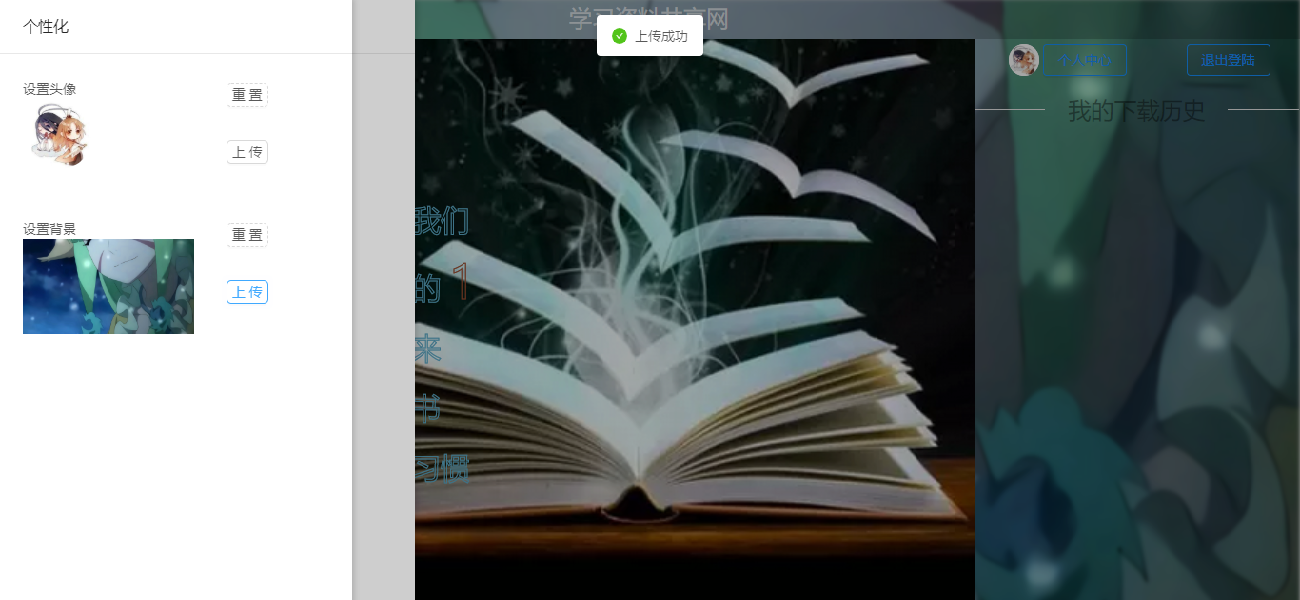 个性化
学习资料共享网
上传成功
设置头像
重 置
上 传
个人中心
退出登陆
我的下载历史
设置背景
重 置
上 传
我们
的 1
来
书
习惯